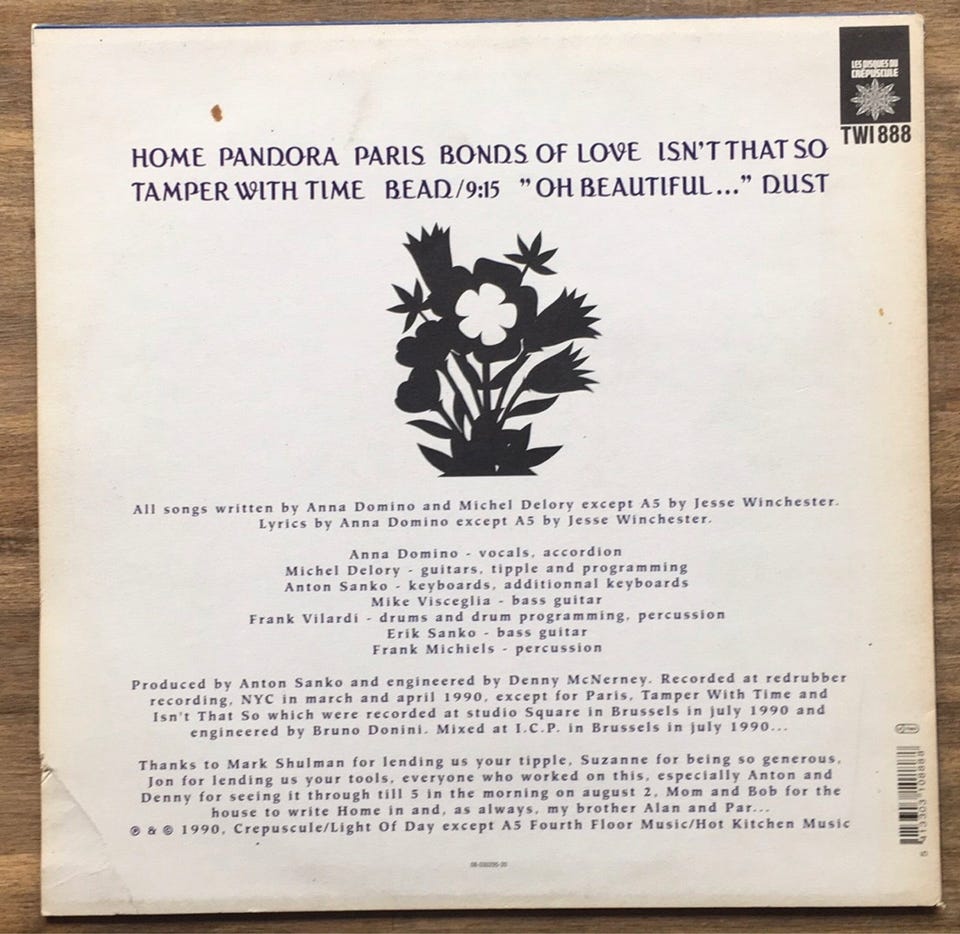 LES DISQUES DU
CRÉPUSCULE
TWI 888
HOME PANDORA PARIS BONDS OF LOVE ISN'T THAT SO
TAMPER WITH TIME BEAD/9:15 "OH BEAUTIFUL..." DUST
All songs written by Anna Domino and Michel Delory except A5 by Jesse Winchester.
Lyrics by Anna Domino except A5 by Jesse Winchester.
Anna Domino - vocals, accordion
Michel Delory - guitars, tipple and programming
Anton Sanko - keyboards, additionnal keyboards
Mike Visceglia - bass guitar
Frank Vilardi - drums and drum programming, percussion
Erik Sanko - bass guitar
Frank Michiels - percussion
Produced by Anton Sanko and engineered by Denny McNerney. Recorded at redrubber
recording, NYC in march and april 1990, except for Paris, Tamper With Time and
Isn't That So which were recorded at studio Square in Brussels in july 1990 and
engineered by Bruno Donini. Mixed at I.C.P. in Brussels in july 1990...
Thanks to Mark Shulman for lending us your tipple, Suzanne for being so generous,
Jon for lending us your tools, everyone who worked on this, especially Anton and
Denny for seeing it through till 5 in the morning on august 2, Mom and Bob for the
house to write Home in and, as always, my brother Alan and Par...
℗ & © 1990, Crepuscule/Light Of Day except A5 Fourth Floor Music/Hot Kitchen Music
5 413303 108888